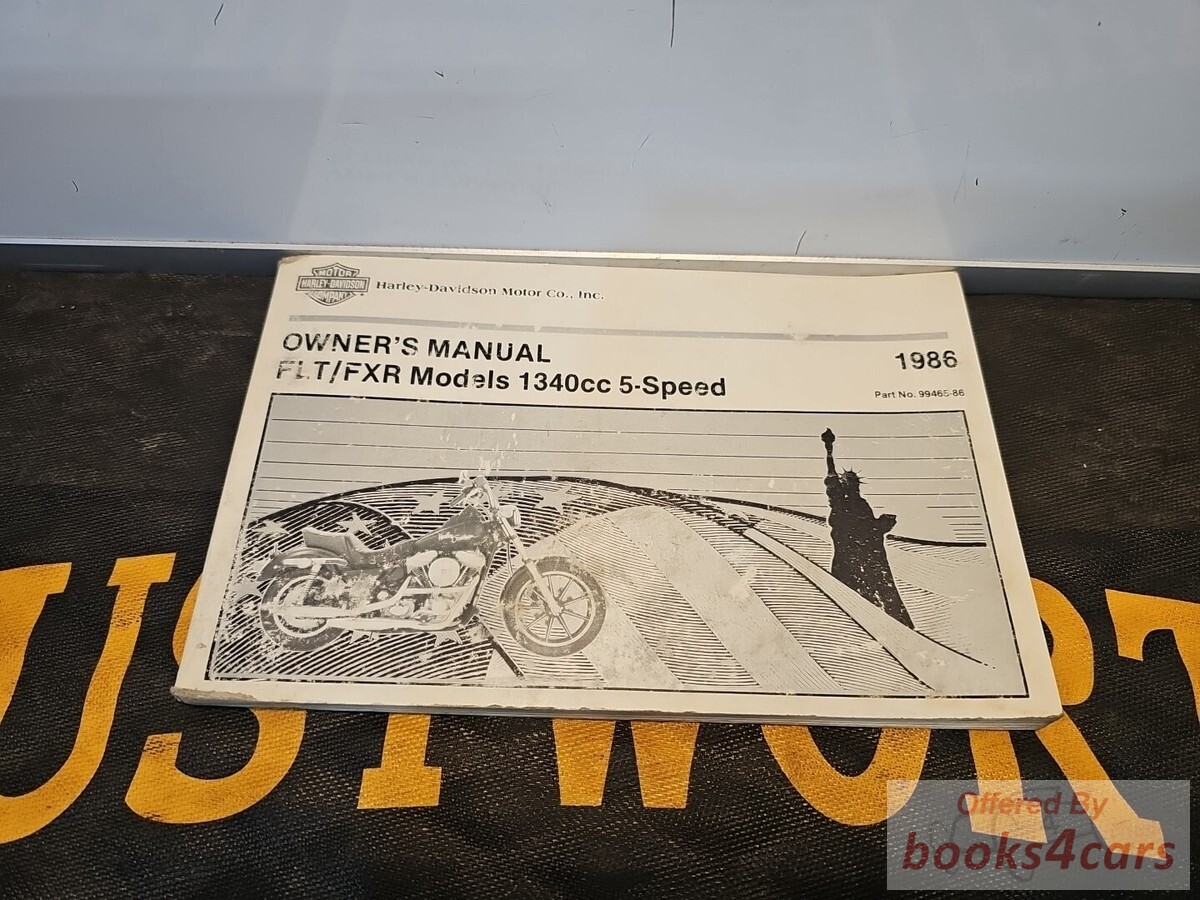 MOTOR
HARLEY-DAVIDSON
COMPANY
Harley-Davidson Motor Co., Inc.
OWNER'S MANUAL
1986
FLT/FXR Models 1340cc 5-Speed
Part No. 99465-86
USTWORT
Offered By
books4cars